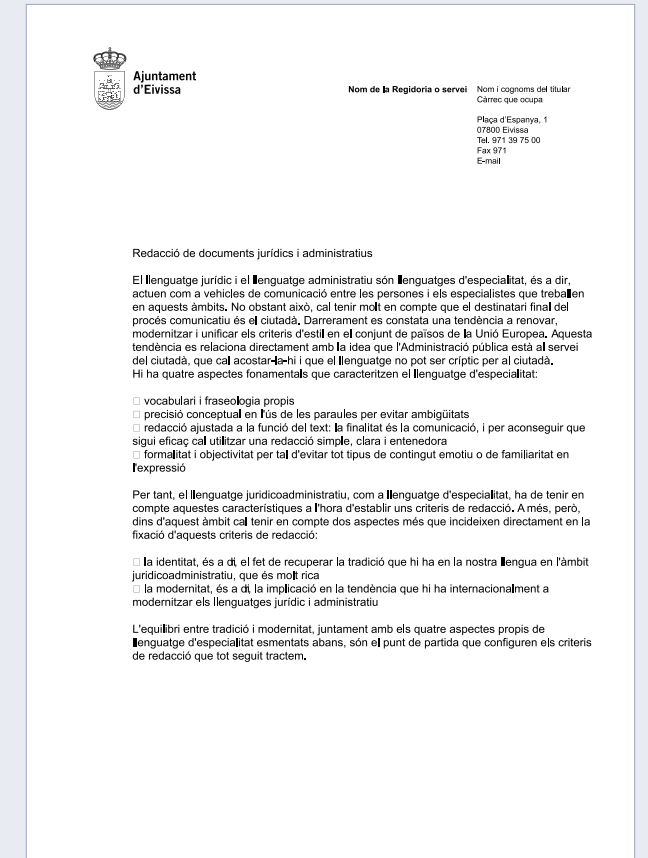 Ajuntament
d'Eivissa
Nom de la Regidoria o servei
Nom i cognoms del titular
Càrrec que ocupa
Plaça d'Espanya, 1
07800 Eivissa
Tel. 971 39 75 00
Fax 971
E-mail
Redacció de documents jurídics i administratius
El llenguatge jurídic i el llenguatge administratiu són llenguatges d'especialitat, és a dir,
actuen com a vehicles de comunicació entre les persones i els especialistes que treballen
en aquests àmbits. No obstant això, cal tenir molt en compte que el destinatari final del
procés comunicatiu és el ciutadà. Darrerament es constata una tendència a renovar,
modernitzar i unificar els criteris d'estil en el conjunt de països de la Unió Europea. Aquesta
tendència es relaciona directament amb la idea que l'Administració pública està al servei
del ciutadà, que cal acostar-la-hi i que el llenguatge no pot ser críptic per al ciutadà.
Hi ha quatre aspectes fonamentals que caracteritzen el llenguatge d'especialitat:
□ vocabulari i fraseologia propis
□ precisió conceptual en l'ús de les paraules per evitar ambigüitats
□ redacció ajustada a la funció del text: la finalitat és la comunicació, i per aconseguir que
sigui eficaç cal utilitzar una redacció simple, clara i entenedora
□ formalitat i objectivitat per tal d'evitar tot tipus de contingut emotiu o de familiaritat en
l'expressió
Per tant, el llenguatge juridicoadministratiu, com a llenguatge d'especialitat, ha de tenir en
compte aquestes característiques a l'hora d'establir uns criteris de redacció. A més, però,
dins d'aquest àmbit cal tenir en compte dos aspectes més que incideixen directament en la
fixació d'aquests criteris de redacció:
□ la identitat, és a dir, el fet de recuperar la tradició que hi ha en la nostra llengua en l'àmbit
juridicoadministratiu, que és molt rica
□ la modernitat, és a dir, la implicació en la tendència que hi ha internacionalment a
modernitzar els llenguatges jurídic i administratiu
L'equilibri entre tradició i modernitat, juntament amb els quatre aspectes propis de
llenguatge d'especialitat esmentats abans, són el punt de partida que configuren els criteris
de redacció que tot seguit tractem.